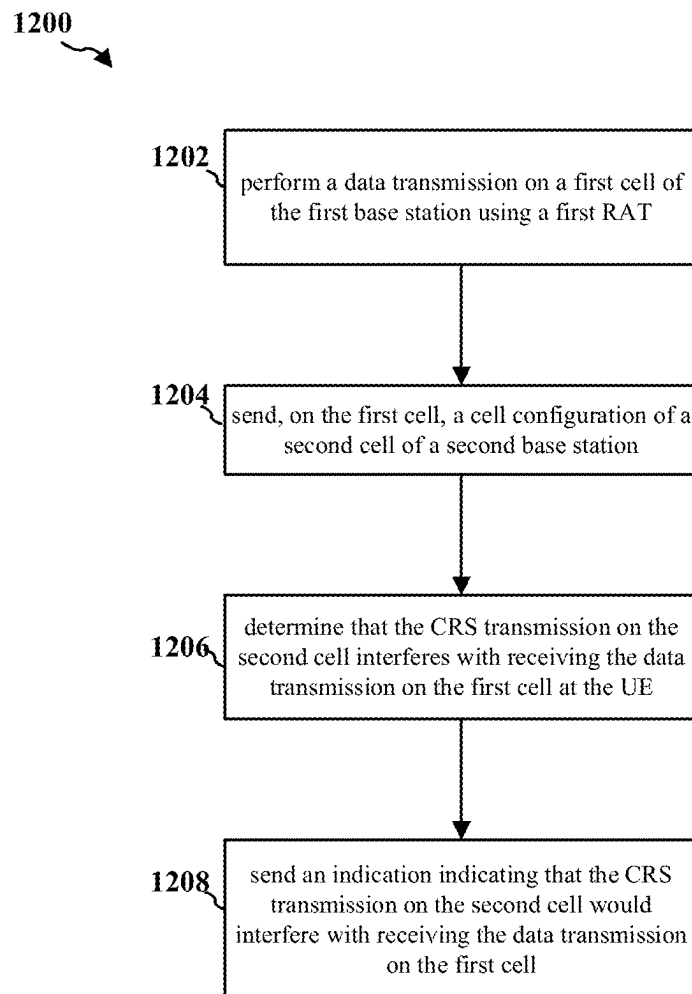 1200
1202
perform a data transmission on a first cell of
the first base station using a first RAT
1204
send, on the first cell, a cell configuration of a
second cell of a second base station
1206
determine that the CRS transmission on the
second cell interferes with receiving the data
transmission on the first cell at the UE
1208
send an indication indicating that the CRS
transmission on the second cell would
interfere with receiving the data transmission
on the first cell